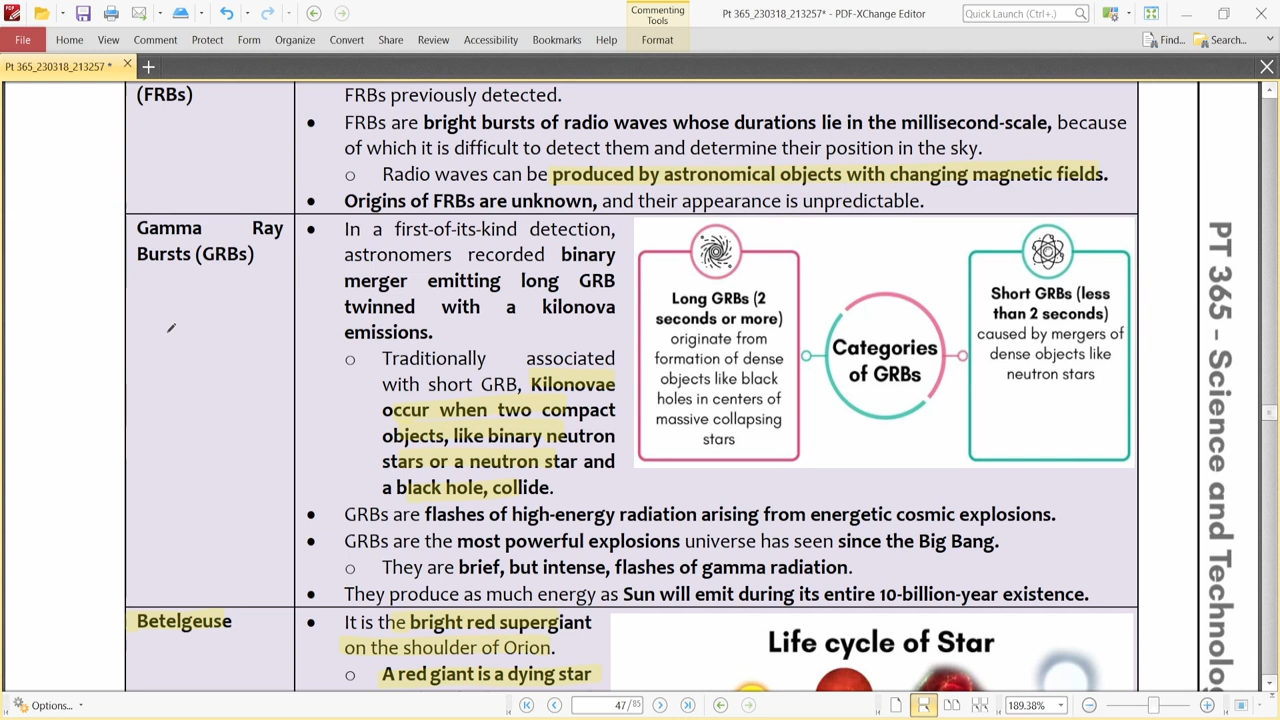 Commenting
Tools
Pt 365_230318_213257* - PDF-XChange Editor
Quick Launch (Ctrl+.)
File Home View Comment Protect Form Organize Convert Share Review Accessibility Bookmarks Help Format Find... Search...
Pt 365_230318_213257 *
(FRBs)
FRBs previously detected.
• FRBs are bright bursts of radio waves whose durations lie in the millisecond-scale, because
of which it is difficult to detect them and determine their position in the sky.
o Radio waves can be produced by astronomical objects with changing magnetic fields.
• Origins of FRBs are unknown, and their appearance is unpredictable.
Gamma Ray
Bursts (GRBs)
• In a first-of-its-kind detection,
astronomers recorded binary
merger emitting long GRB
twinned with a kilonova
emissions.
o Traditionally associated
with short GRB, Kilonovae
occur when two compact
objects, like binary neutron
stars or a neutron star and
a black hole, collide.
Long GRBs (2
seconds or more)
originate from
formation of dense
objects like black
holes in centers of
massive collapsing
stars
Categories
of GRBs
Short GRBs (less
than 2 seconds)
caused by mergers of
dense objects like
neutron stars
• GRBs are flashes of high-energy radiation arising from energetic cosmic explosions.
• GRBs are the most powerful explosions universe has seen since the Big Bang.
o They are brief, but intense, flashes of gamma radiation.
• They produce as much energy as Sun will emit during its entire 10-billion-year existence.
Betelgeuse
• It is the bright red supergiant
on the shoulder of Orion.
o A red giant is a dying star
Life cycle of Star
PT 365 - Science and Technolo
Options...
47 / 85
189.38%